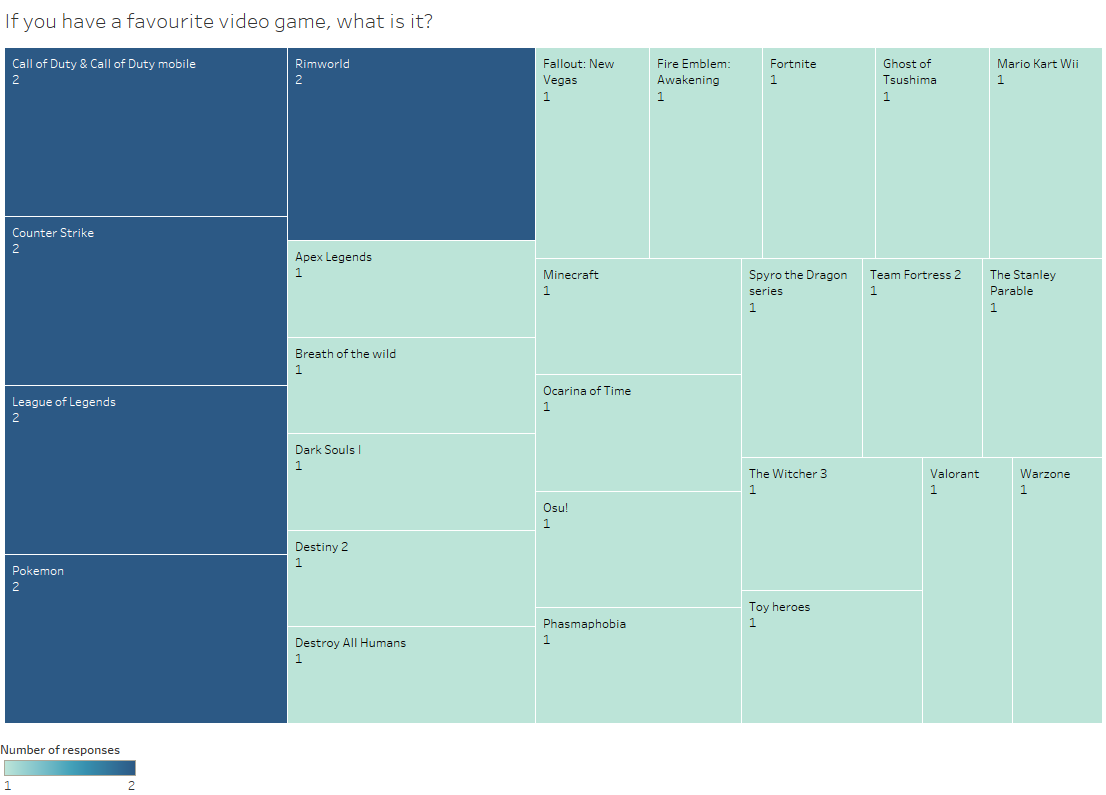 If you have a favourite video game, what is it?
Call of Duty & Call of Duty mobile
2
Counter Strike
2
League of Legends
2
Pokemon
2
Rimworld
2
Apex Legends
1
Breath of the wild
1
Dark Souls I
1
Destiny 2
1
Destroy All Humans
1
Fallout: New
Vegas
1
Fire Emblem:
Awakening
1
Fortnite
1
Ghost of
Tsushima
1
Mario Kart Wii
1
Minecraft
1
Ocarina of Time
1
Osu!
1
Phasmaphobia
1
Spyro the Dragon
series
1
Team Fortress 2
1
The Stanley
Parable
1
The Witcher 3
1
Toy heroes
1
Valorant
1
Warzone
1
Number of responses
1 2